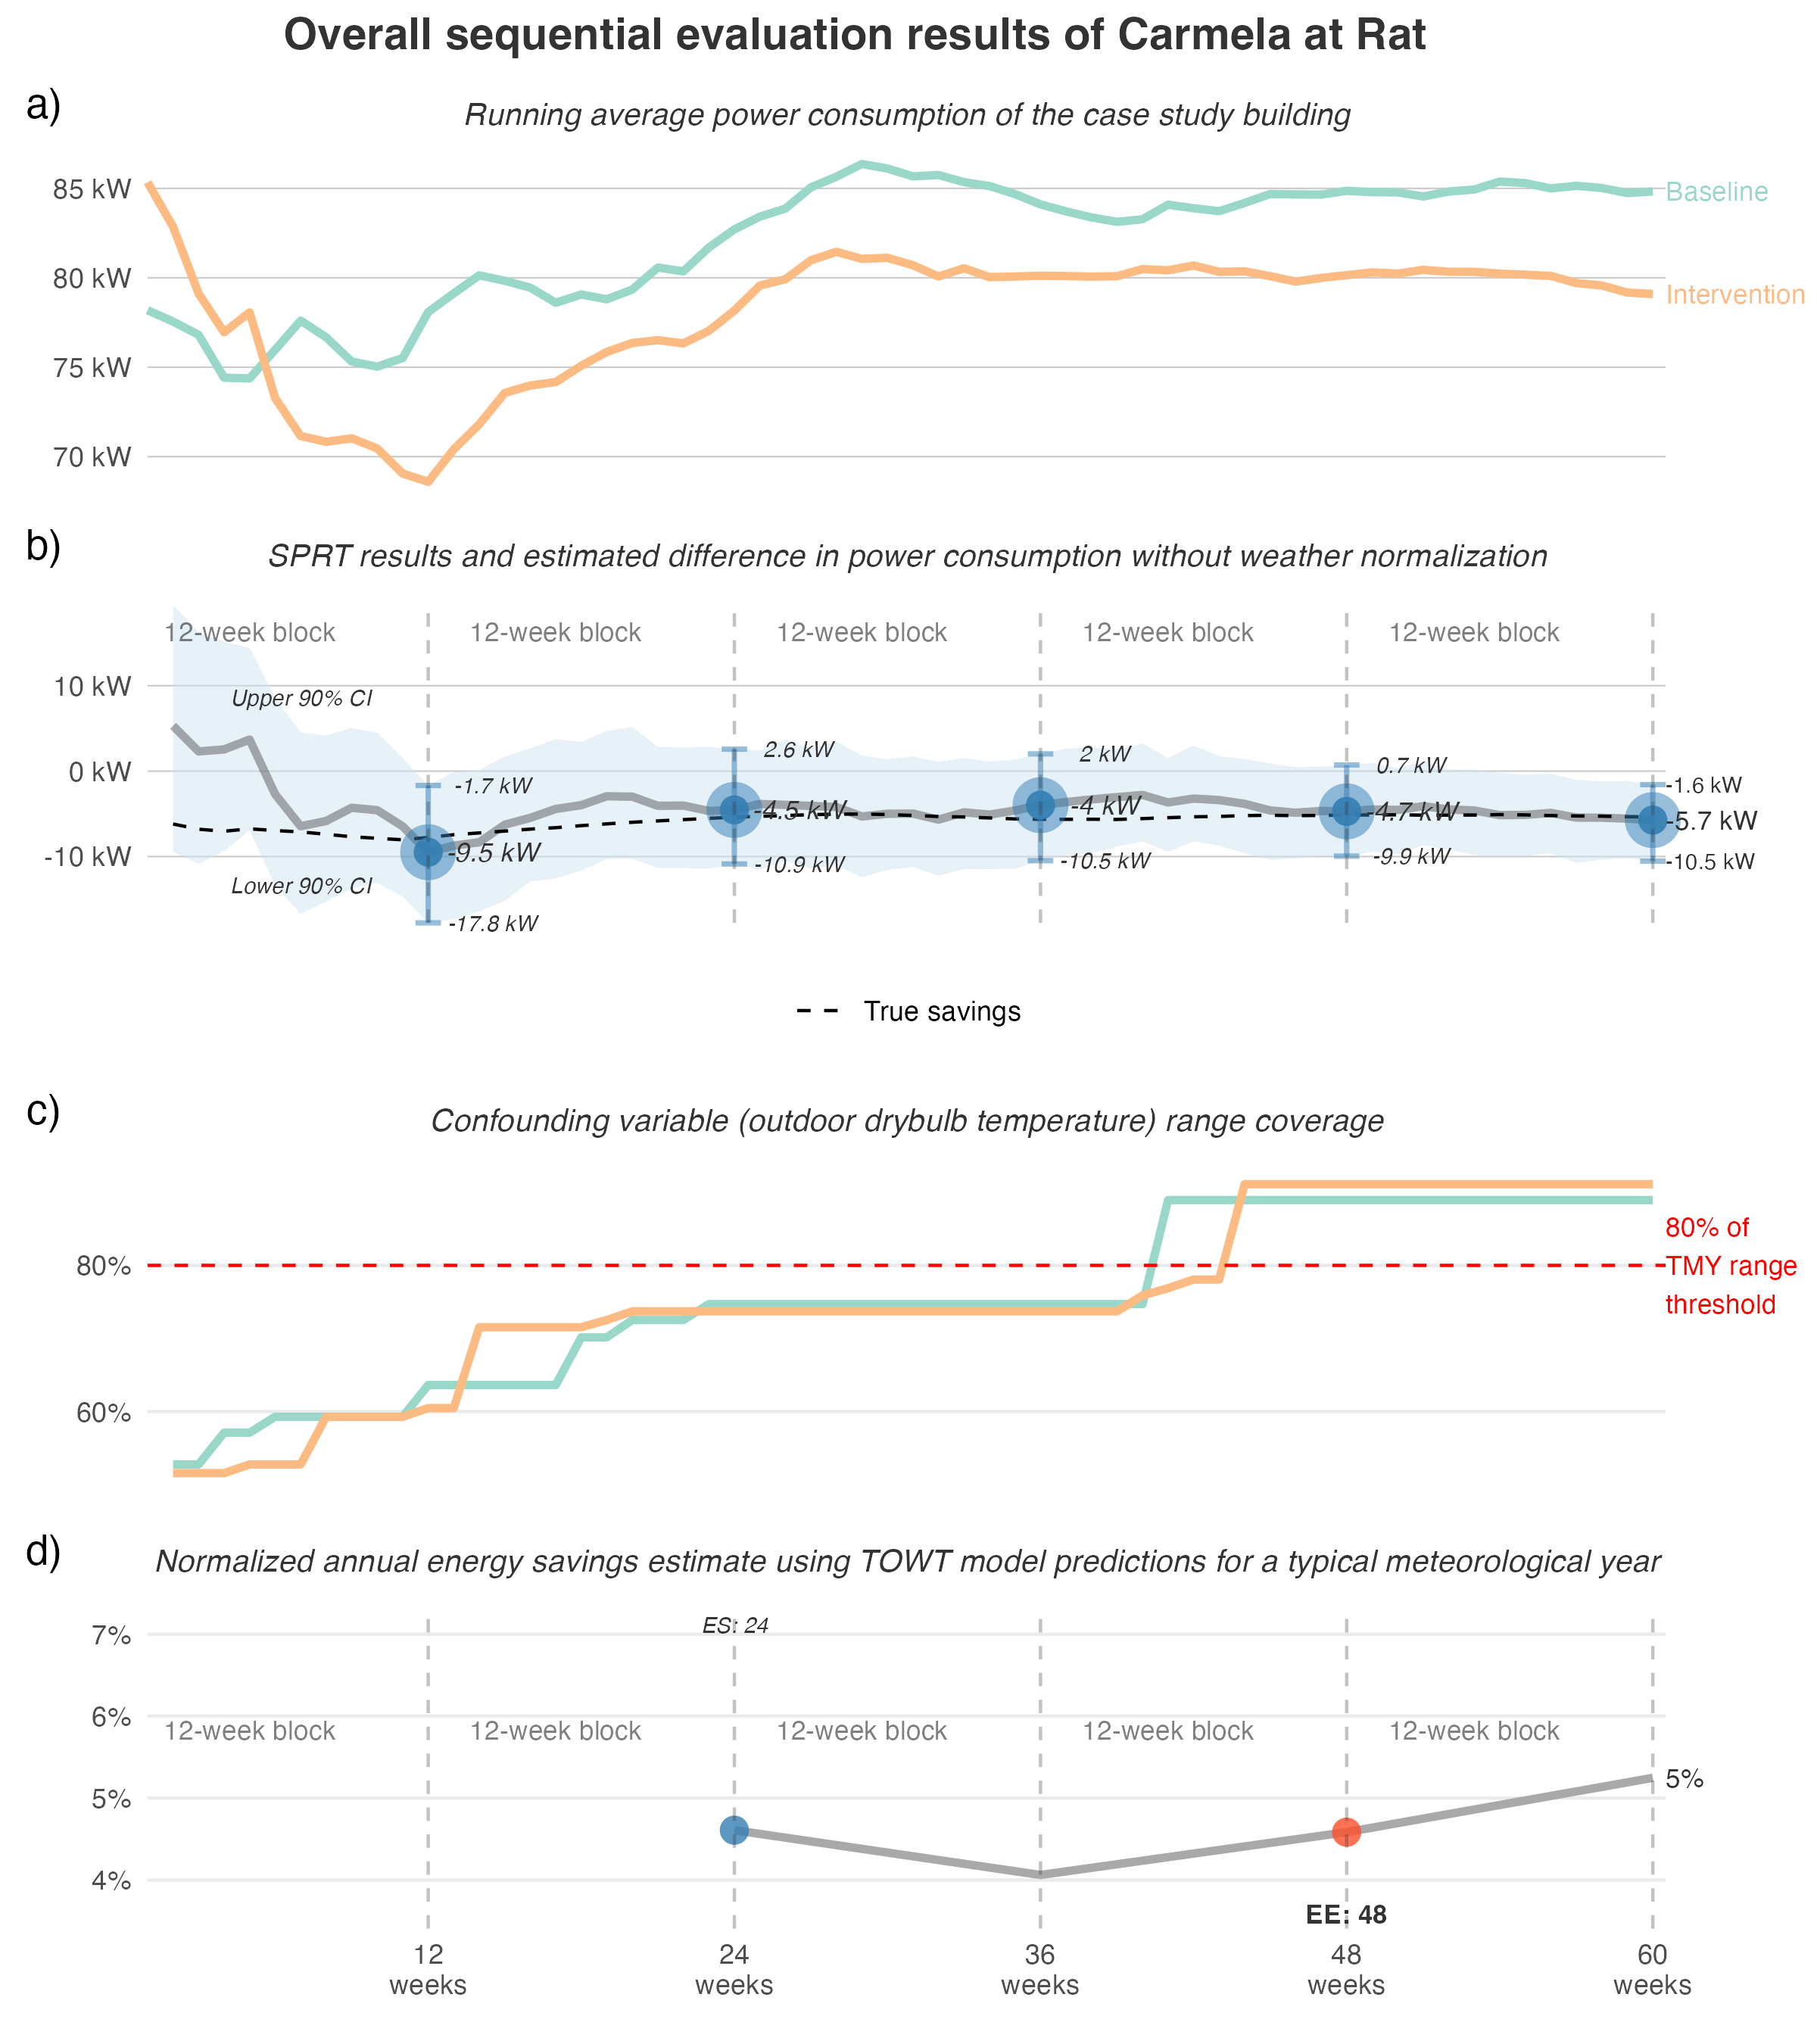 Overall sequential evaluation results of Carmela at Rat
a)
Running average power consumption of the case study building
85 kW
80 kW
75 kW
70 kW
Baseline
Intervention
b)
SPRT results and estimated difference in power consumption without weather normalization
12-week block
12-week block
12-week block
12-week block
12-week block
10 kW
0 kW
-10 kW
Upper 90% CI
Lower 90% CI
-1.7 kW
-9.5 kW
-17.8 kW
2.6 kW
-4.5 kW
-10.9 kW
2 kW
-4 kW
-10.5 kW
0.7 kW
-4.7 kW
-9.9 kW
-1.6 kW
-5.7 kW
-10.5 kW
True savings
c)
Confounding variable (outdoor drybulb temperature) range coverage
80%
60%
80% of
TMY range
threshold
d)
Normalized annual energy savings estimate using TOWT model predictions for a typical meteorological year
7%
6%
5%
4%
ES: 24
12-week block
12-week block
12-week block
12-week block
12-week block
5%
EE: 48
12
weeks
24
weeks
36
weeks
48
weeks
60
weeks